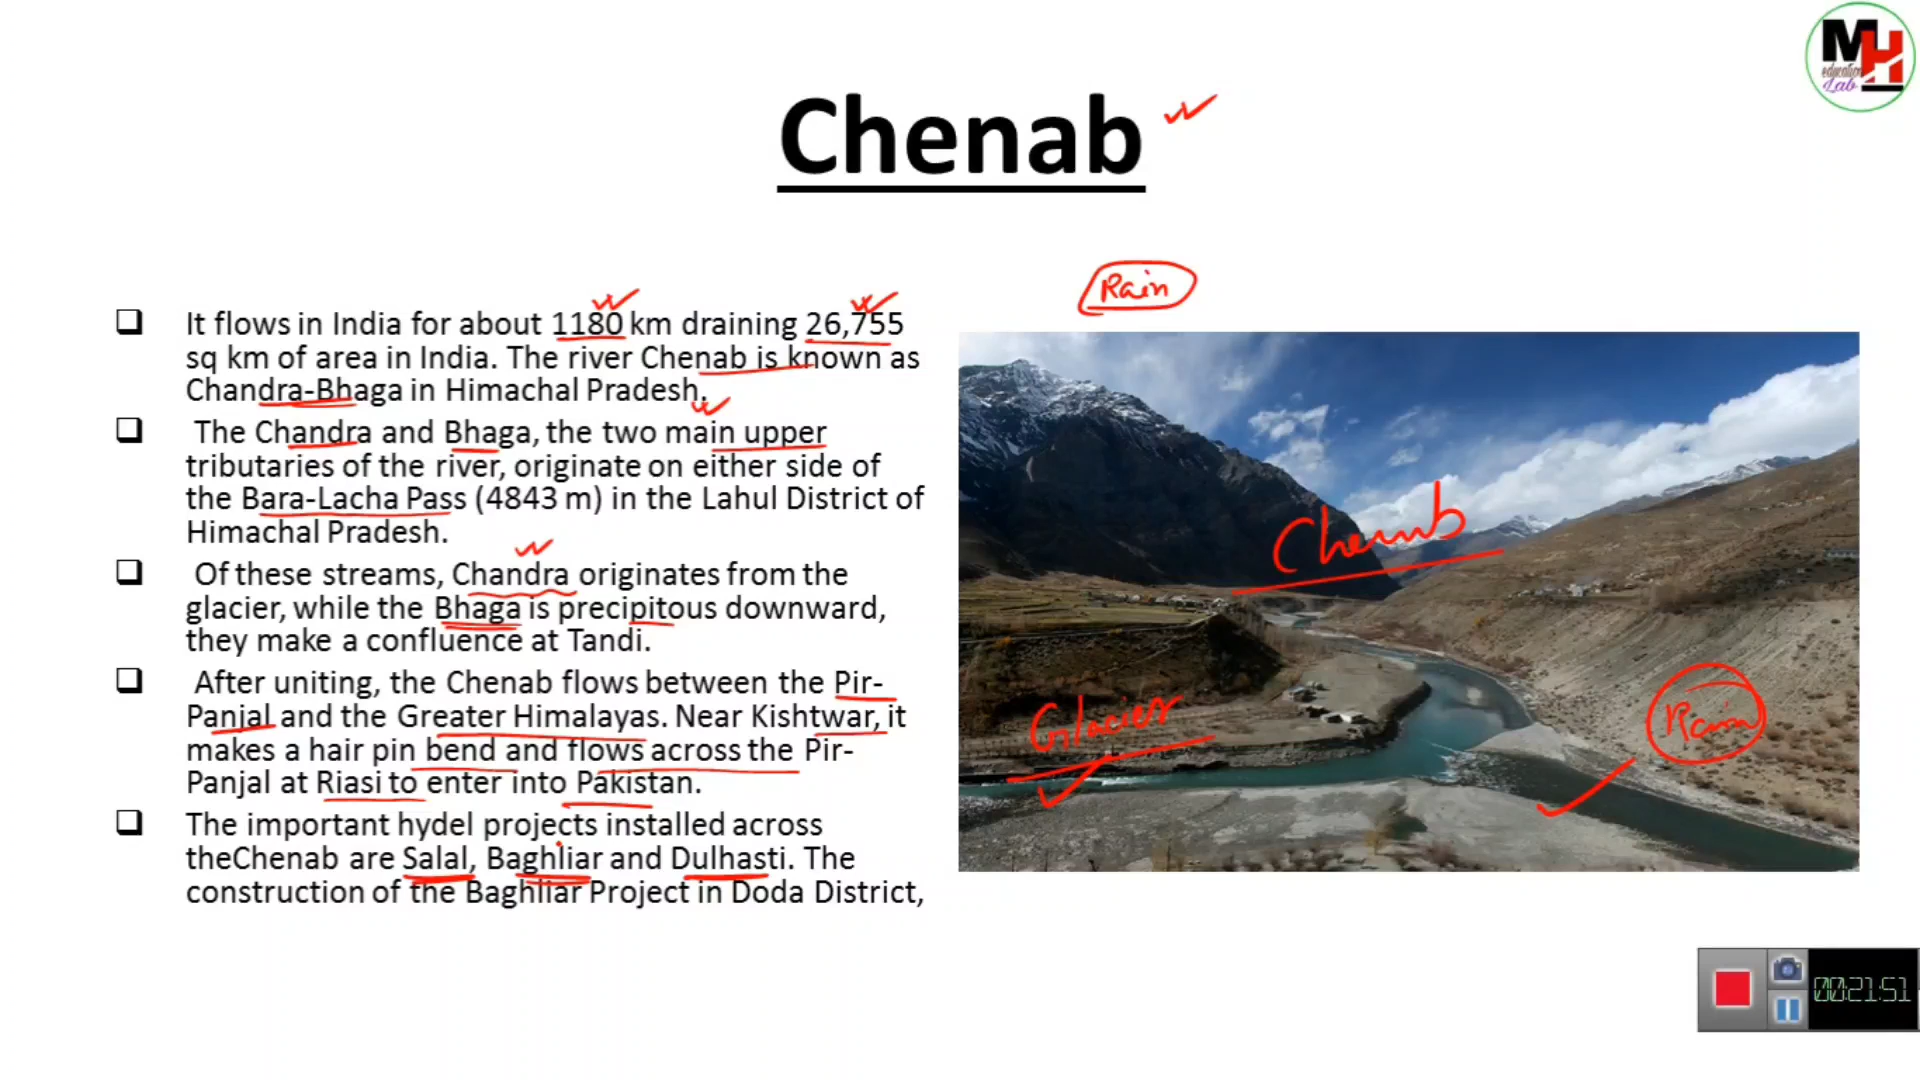 MH
education
Lab
Chenab
Rain
It flows in India for about 1180 km draining 26,755
sq km of area in India. The river Chenab is known as
Chandra-Bhaga in Himachal Pradesh.
The Chandra and Bhaga, the two main upper
tributaries of the river, originate on either side of
the Bara-Lacha Pass (4843 m) in the Lahul District of
Himachal Pradesh.
Of these streams, Chandra originates from the
glacier, while the Bhaga is precipitous downward,
they make a confluence at Tandi.
After uniting, the Chenab flows between the Pir-
Panjal and the Greater Himalayas. Near Kishtwar, it
makes a hair pin bend and flows across the Pir-
Panjal at Riasi to enter into Pakistan.
The important hydel projects installed across
theChenab are Salal, Baghliar and Dulhasti. The
construction of the Baghliar Project in Doda District,
Chenab
Glacier
Rain
00:21:51